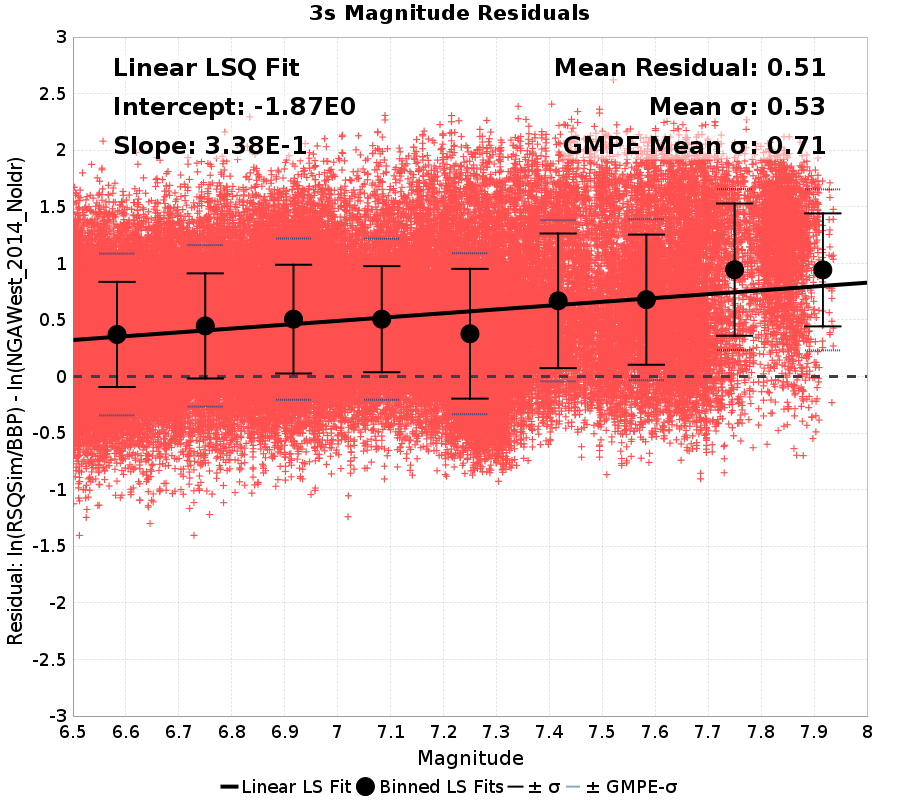 3s Magnitude Residuals
Linear LSQ Fit
Intercept: -1.87E0
Slope: 3.38E-1
Mean Residual: 0.51
Mean σ: 0.53
GMPE Mean σ: 0.71
Residual: ln(RSQSim/BBP) - ln(NGAWest_2014_NoIdr)
3
2.5
2
1.5
1
0.5
0
-0.5
-1
-1.5
-2
-2.5
-3
6.5 6.6 6.7 6.8 6.9 7 7.1 7.2 7.3 7.4 7.5 7.6 7.7 7.8 7.9 8
Magnitude
Linear LS Fit Binned LS Fits ± σ ± GMPE-σ